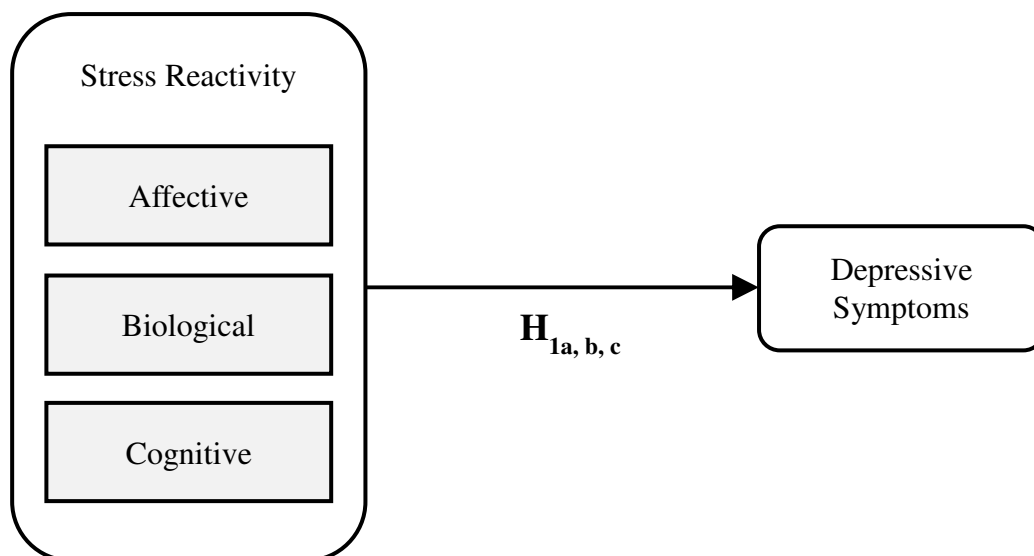 Stress Reactivity
Affective
Biological
Cognitive
H1a, b, c
Depressive
Symptoms